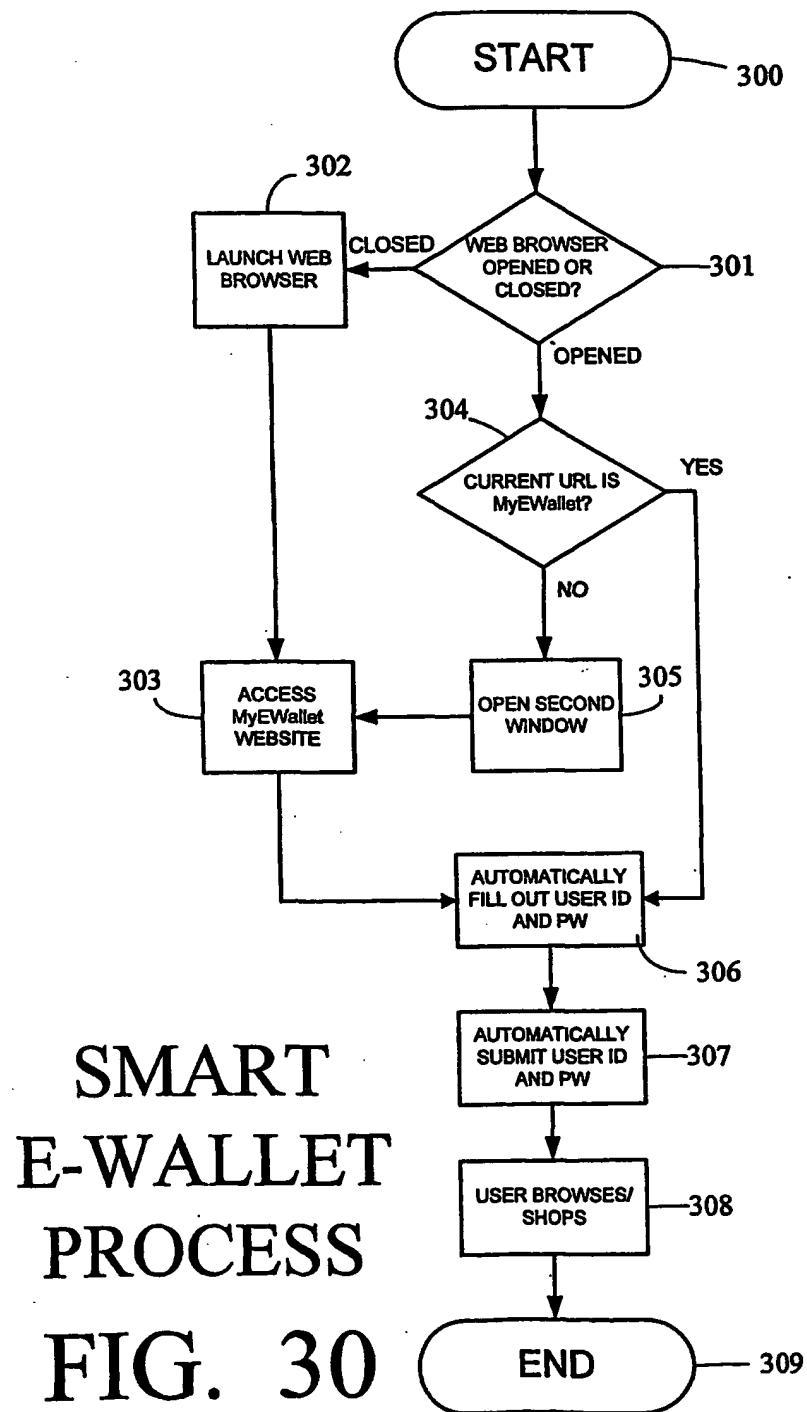 START
300
302
LAUNCH WEB
BROWSER
CLOSED
WEB BROWSER
OPENED OR
CLOSED?
301
OPENED
304
CURRENT URL IS
MyEWallet?
YES
NO
303
ACCESS
MyEWallet
WEBSITE
OPEN SECOND
WINDOW
305
AUTOMATICALLY
FILL OUT USER ID
AND PW
306
AUTOMATICALLY
SUBMIT USER ID
AND PW
307
USER BROWSES/
SHOPS
308
END
309
SMART
E-WALLET
PROCESS
FIG. 30